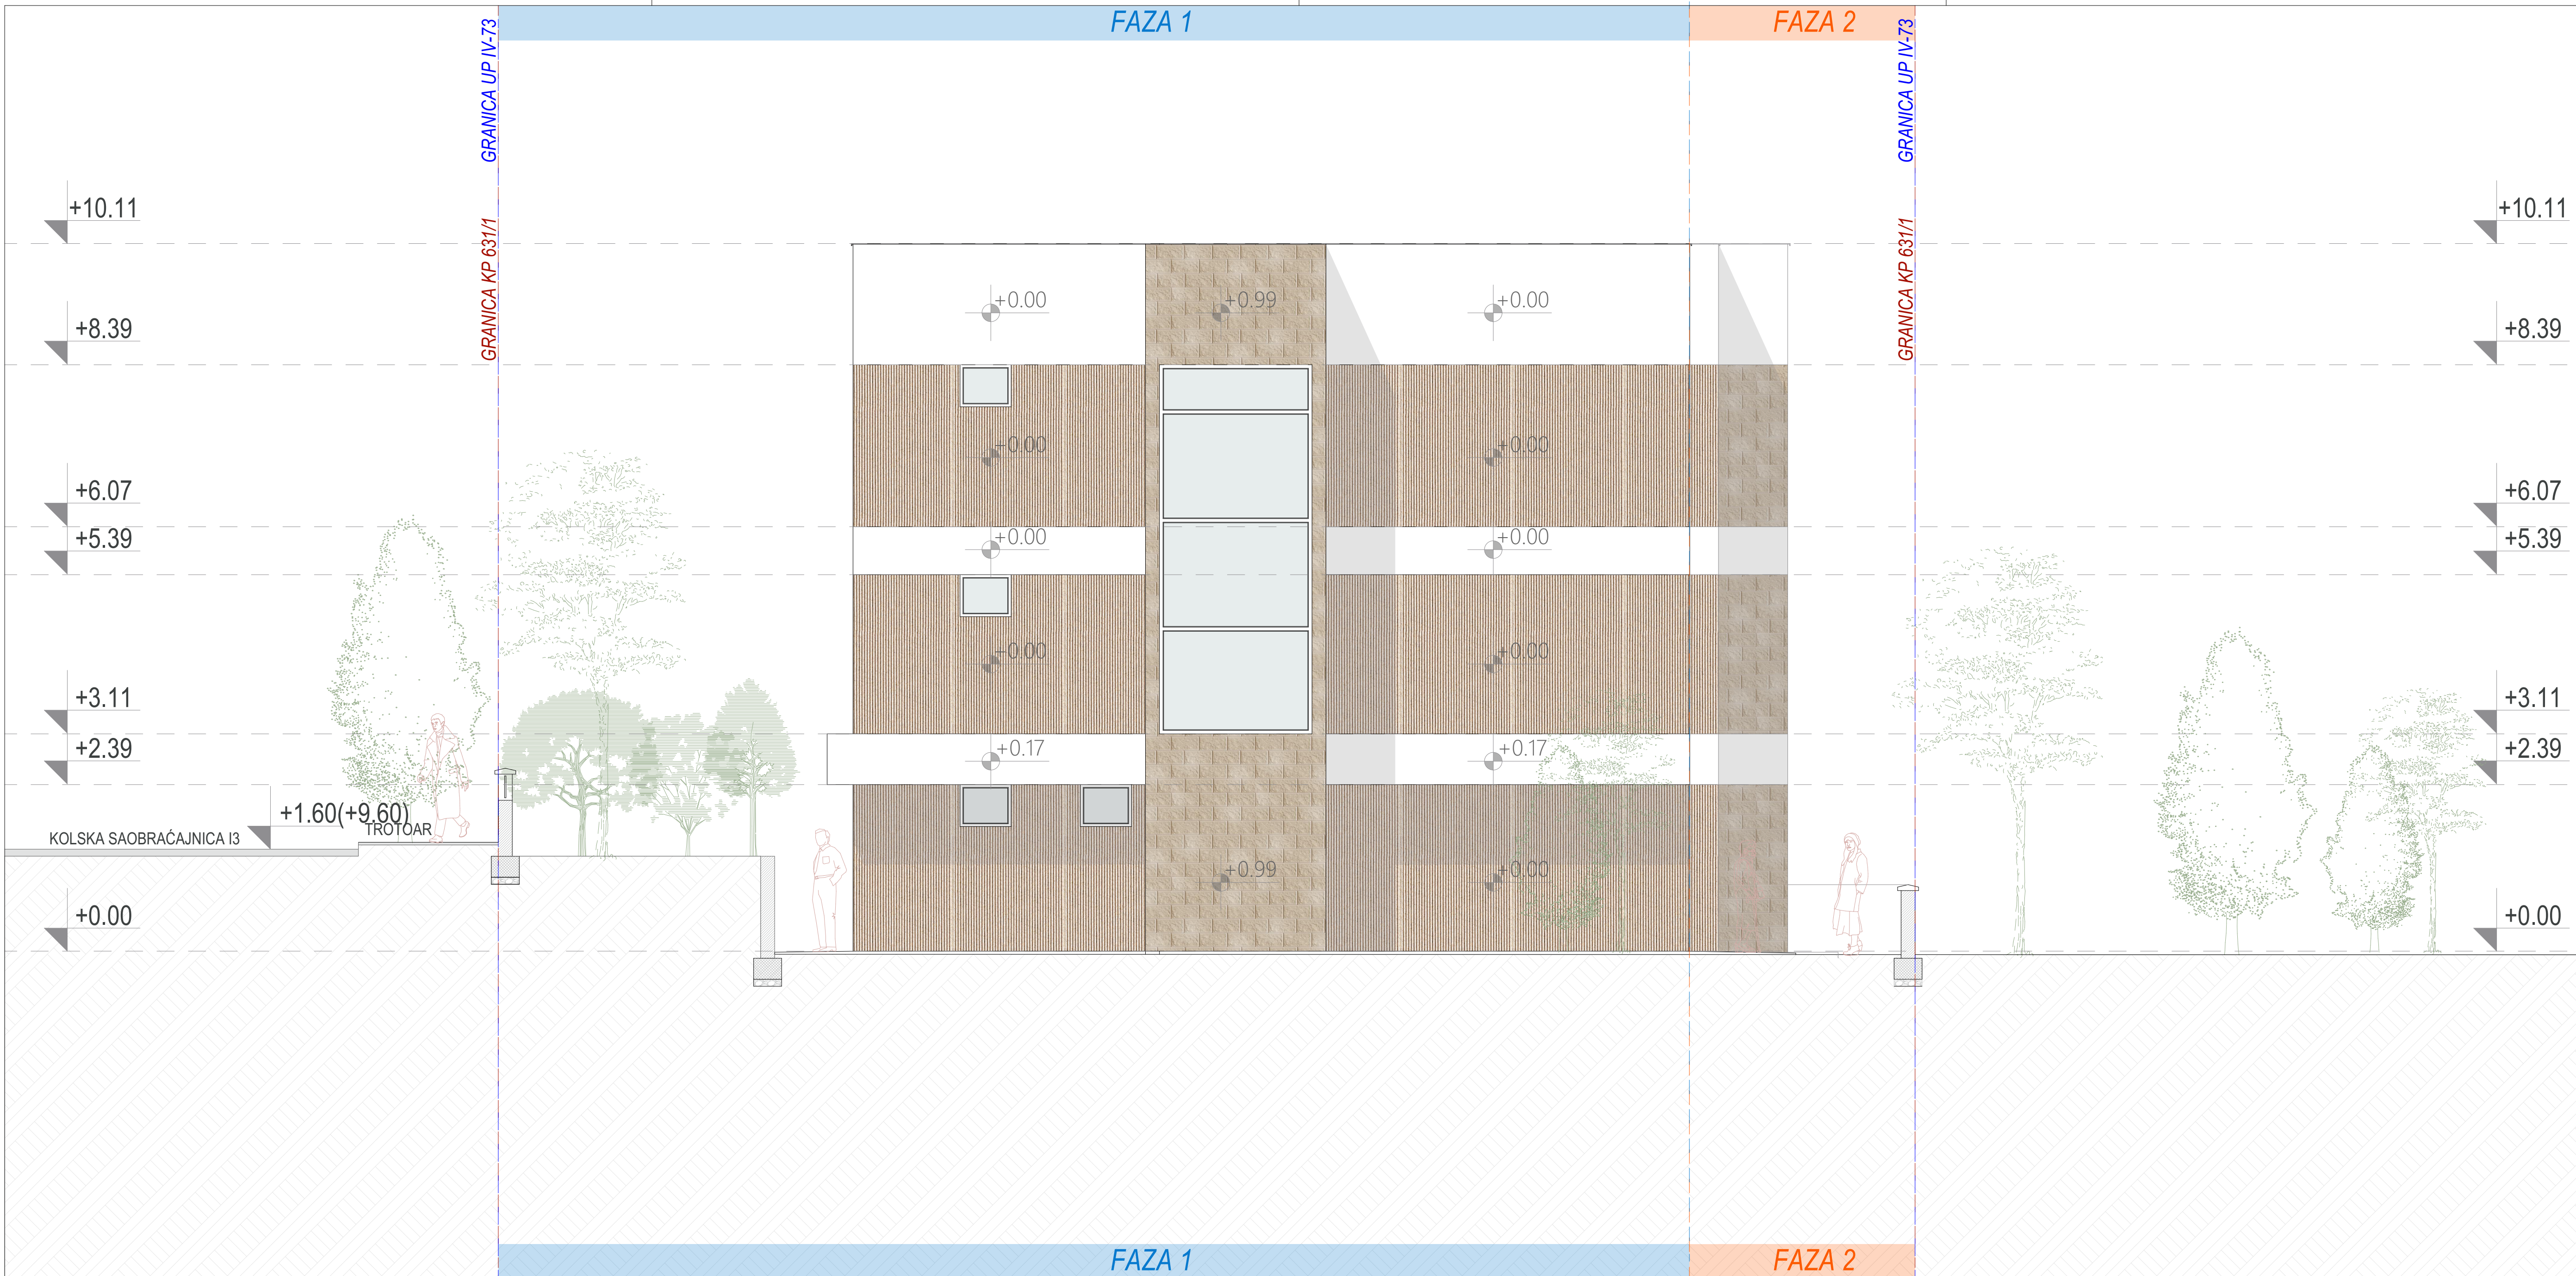 FAZA 1
FAZA 2
GRANICA UP IV-73
GRANICA UP IV-73
GRANICA KP 631/1
GRANICA KP 631/1
+10.11
+10.11
+0.00
+0.99
+0.00
+8.39
+8.39
+0.00
+0.00
+6.07
+6.07
+5.39
+0.00
+0.00
+5.39
+0.00
+0.00
+3.11
+3.11
+2.39
+0.17
+0.17
+2.39
+1.60(+9.60)
TROTOAR
KOLSKA SAOBRAĆAJNICA I3
+0.99
+0.00
+0.00
+0.00
FAZA 1
FAZA 2